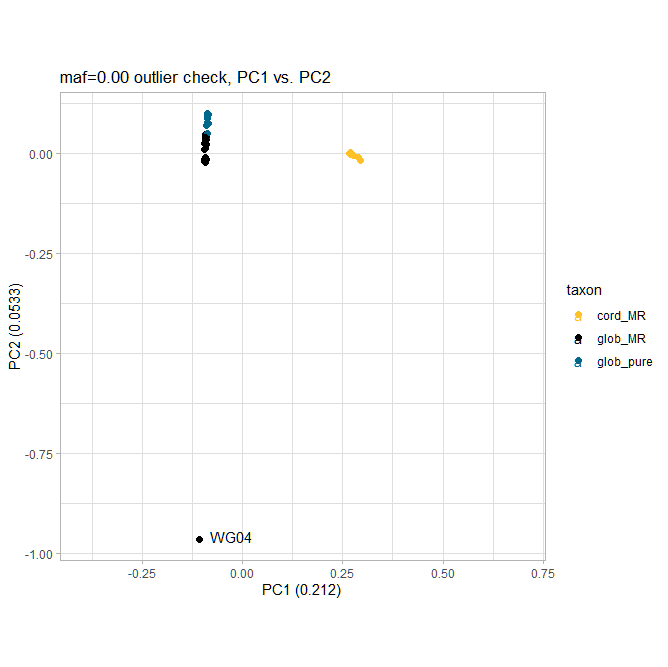 maf=0.00 outlier check, PC1 vs. PC2
0.00
-0.25
-0.50
-0.75
-1.00
PC2 (0.0533)
WG04
-0.25
0.00
0.25
0.50
0.75
PC1 (0.212)
taxon
a cord_MR
a glob_MR
a glob_pure